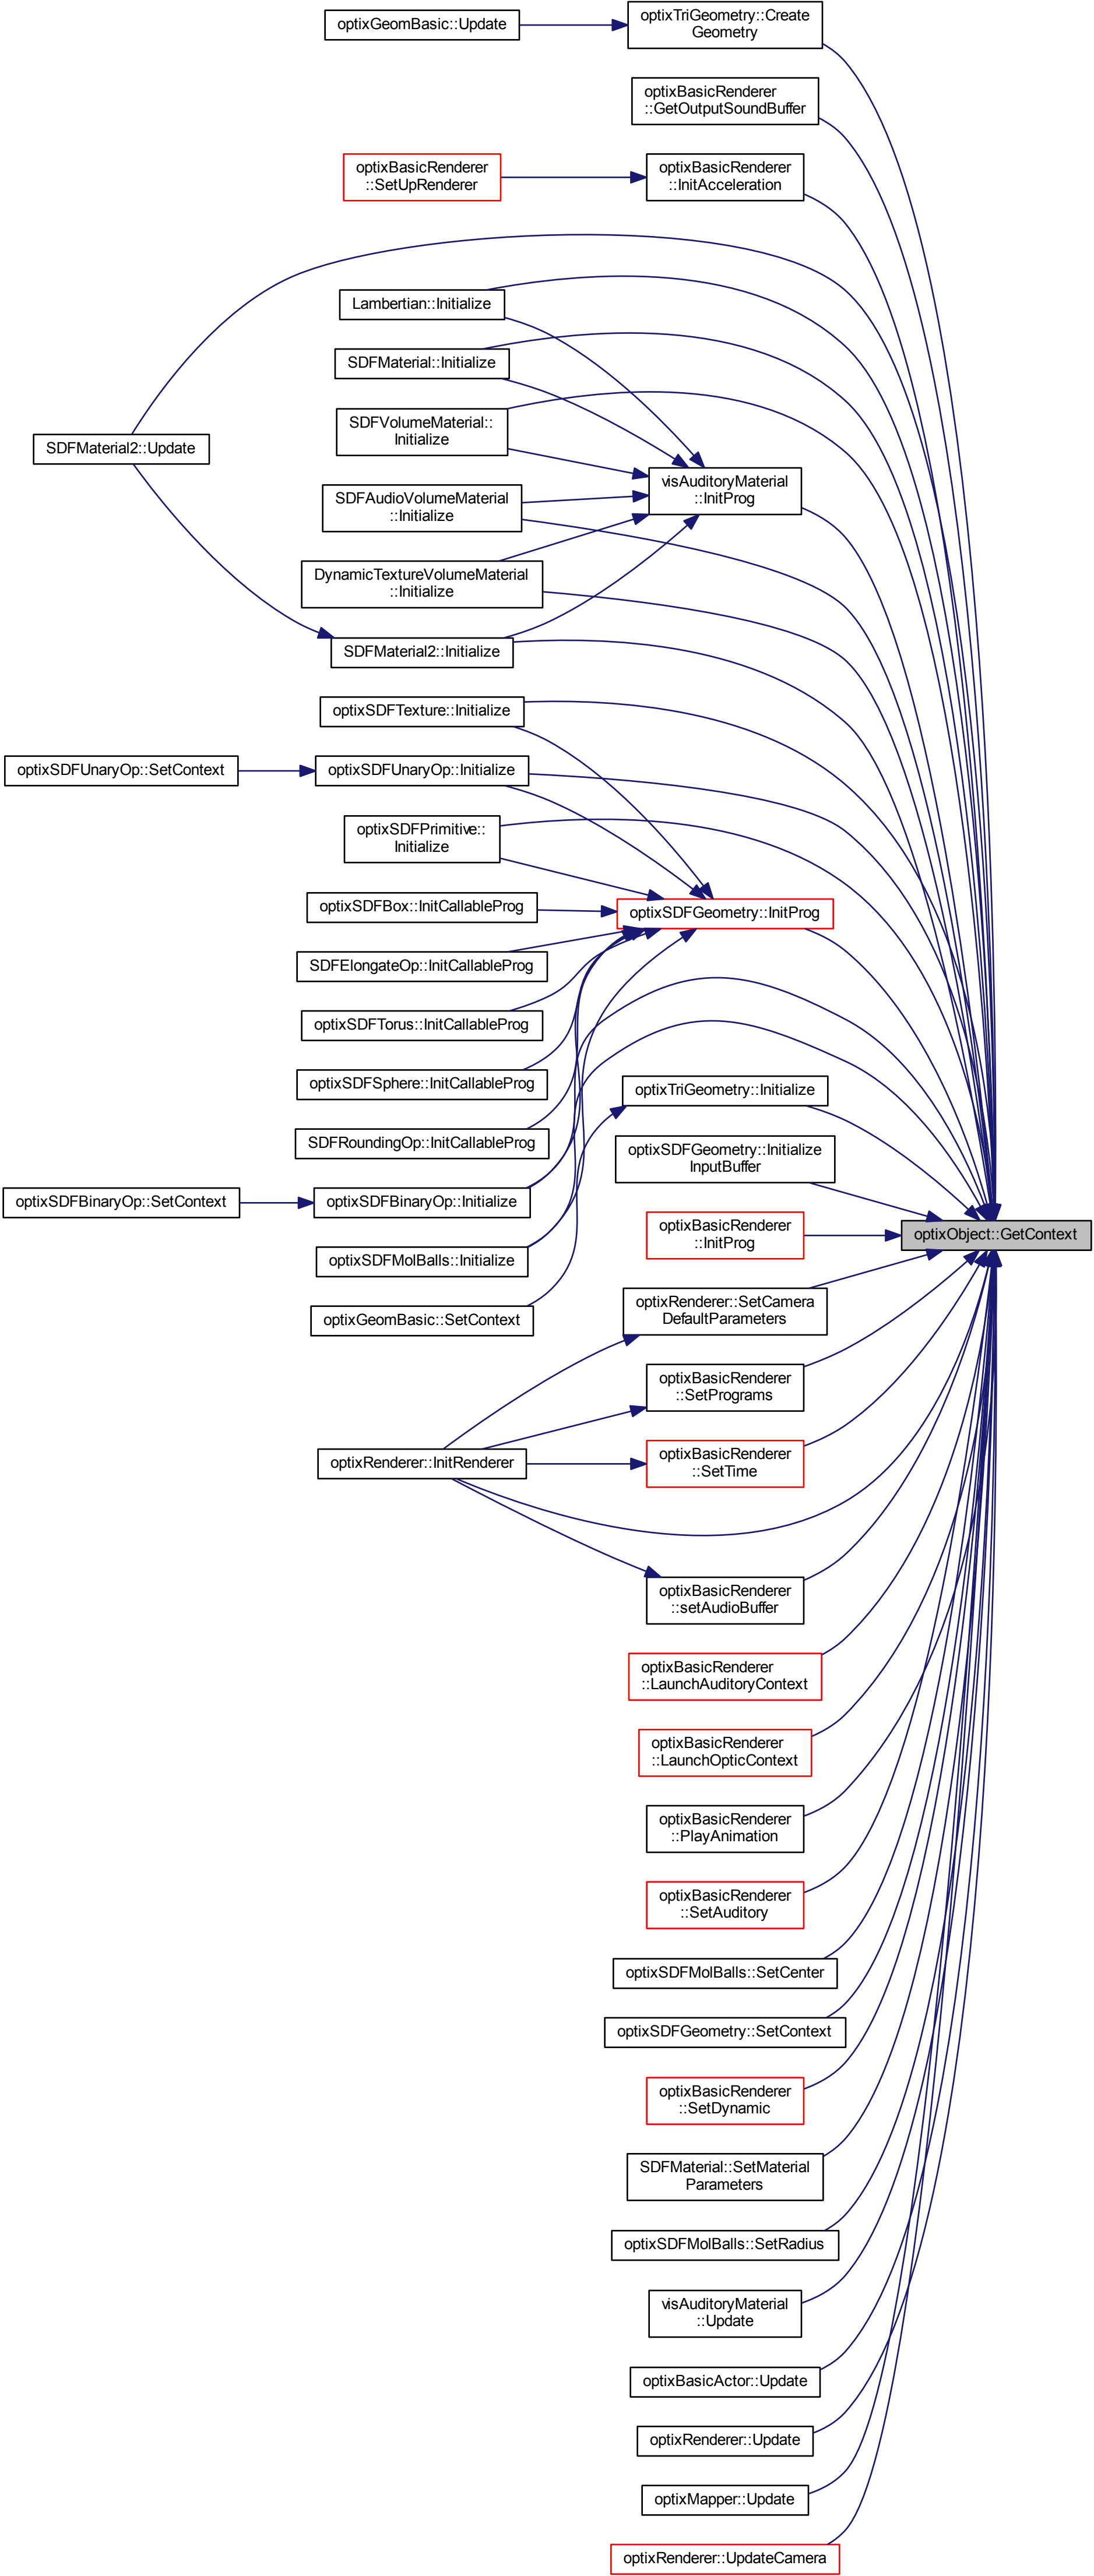 optixGeomBasic::Update
optixTriGeometry::Create
Geometry
optixBasicRenderer
::GetOutputSoundBuffer
optixBasicRenderer
::SetUpRenderer
optixBasicRenderer
::InitAcceleration
Lambertian::Initialize
SDFMaterial::Initialize
SDFVolumeMaterial::
Initialize
SDFMaterial2::Update
visAuditoryMaterial
::InitProg
SDFAudioVolumeMaterial
::Initialize
DynamicTextureVolumeMaterial
::Initialize
SDFMaterial2::Initialize
optixSDFTexture::Initialize
optixSDFUnaryOp::SetContext
optixSDFUnaryOp::Initialize
optixSDFPrimitive::
Initialize
optixSDFBox::InitCallableProg
optixSDFGeometry::InitProg
SDFElongateOp::InitCallableProg
optixSDFTorus::InitCallableProg
optixSDFSphere::InitCallableProg
optixTriGeometry::Initialize
SDFRoundingOp::InitCallableProg
optixSDFGeometry::Initialize
InputBuffer
optixSDFBinaryOp::SetContext
optixSDFBinaryOp::Initialize
optixBasicRenderer
::InitProg
optixObject::GetContext
optixSDFMolBalls::Initialize
optixRenderer::SetCamera
DefaultParameters
optixGeomBasic::SetContext
optixBasicRenderer
::SetPrograms
optixRenderer::InitRenderer
optixBasicRenderer
::SetTime
optixBasicRenderer
::setAudioBuffer
optixBasicRenderer
::LaunchAuditoryContext
optixBasicRenderer
::LaunchOpticContext
optixBasicRenderer
::PlayAnimation
optixBasicRenderer
::SetAuditory
optixSDFMolBalls::SetCenter
optixSDFGeometry::SetContext
optixBasicRenderer
::SetDynamic
SDFMaterial::SetMaterial
Parameters
optixSDFMolBalls::SetRadius
visAuditoryMaterial
::Update
optixBasicActor::Update
optixRenderer::Update
optixMapper::Update
optixRenderer::UpdateCamera